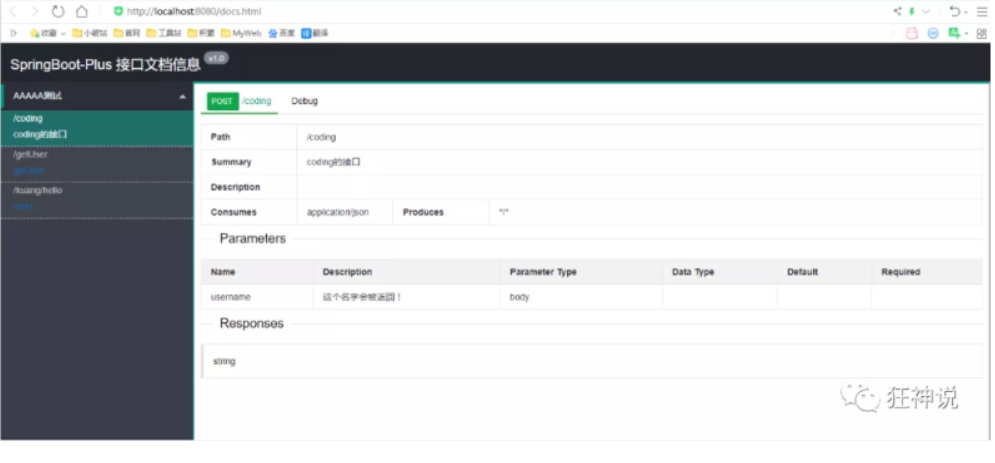 http://localhost:8080/docs.html
收藏 小破站 官网 工具站 积累 MyWeb 百度 翻译
SpringBoot-Plus 接口文档信息 v1.0
AAAAA测试
/coding
coding的接口
/getUser
getUser
/kuang/hello
POST /coding Debug
Path /coding
Summary coding的接口
Description
Consumes application/json Produces */*
Parameters
Name Description Parameter Type Data Type Default Required
username 这个名字会被返回! body
Responses
string
狂神说